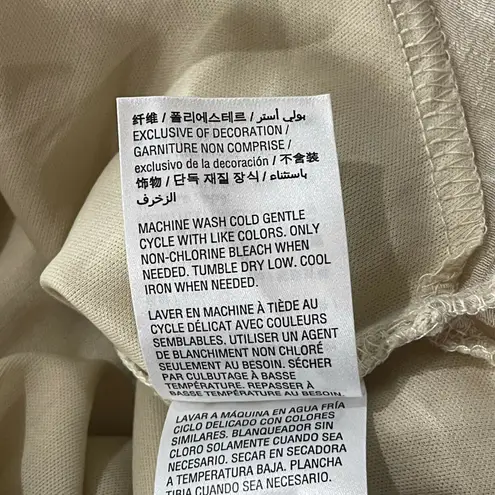 纤维 / 폴리에스테르 / بولي أستر
EXCLUSIVE OF DECORATION /
GARNITURE NON COMPRISE /
exclusivo de la decoración / 不含装
饰物 / 단독 재질 장식 / باستثناء
الزخرف
MACHINE WASH COLD GENTLE
CYCLE WITH LIKE COLORS. ONLY
NON-CHLORINE BLEACH WHEN
NEEDED. TUMBLE DRY LOW. COOL
IRON WHEN NEEDED.
LAVER EN MACHINE À TIÈDE AU
CYCLE DÉLICAT AVEC COULEURS
SEMBLABLES. UTILISER UN AGENT
DE BLANCHIMENT NON CHLORÉ
SEULEMENT AU BESOIN. SÉCHER
PAR CULBUTAGE À BASSE
TEMPÉRATURE. REPASSER À
BASSE TEMPÉRATURE AU BESOIN.
LAVAR A MÁQUINA EN AGUA FRÍA
CICLO DELICADO CON COLORES
SIMILARES. BLANQUEADOR SIN
CLORO SOLAMENTE CUANDO SEA
NECESARIO. SECAR EN SECADORA
A TEMPERATURA BAJA. PLANCHA
TIBIA CUANDO SEA NECESARIO.